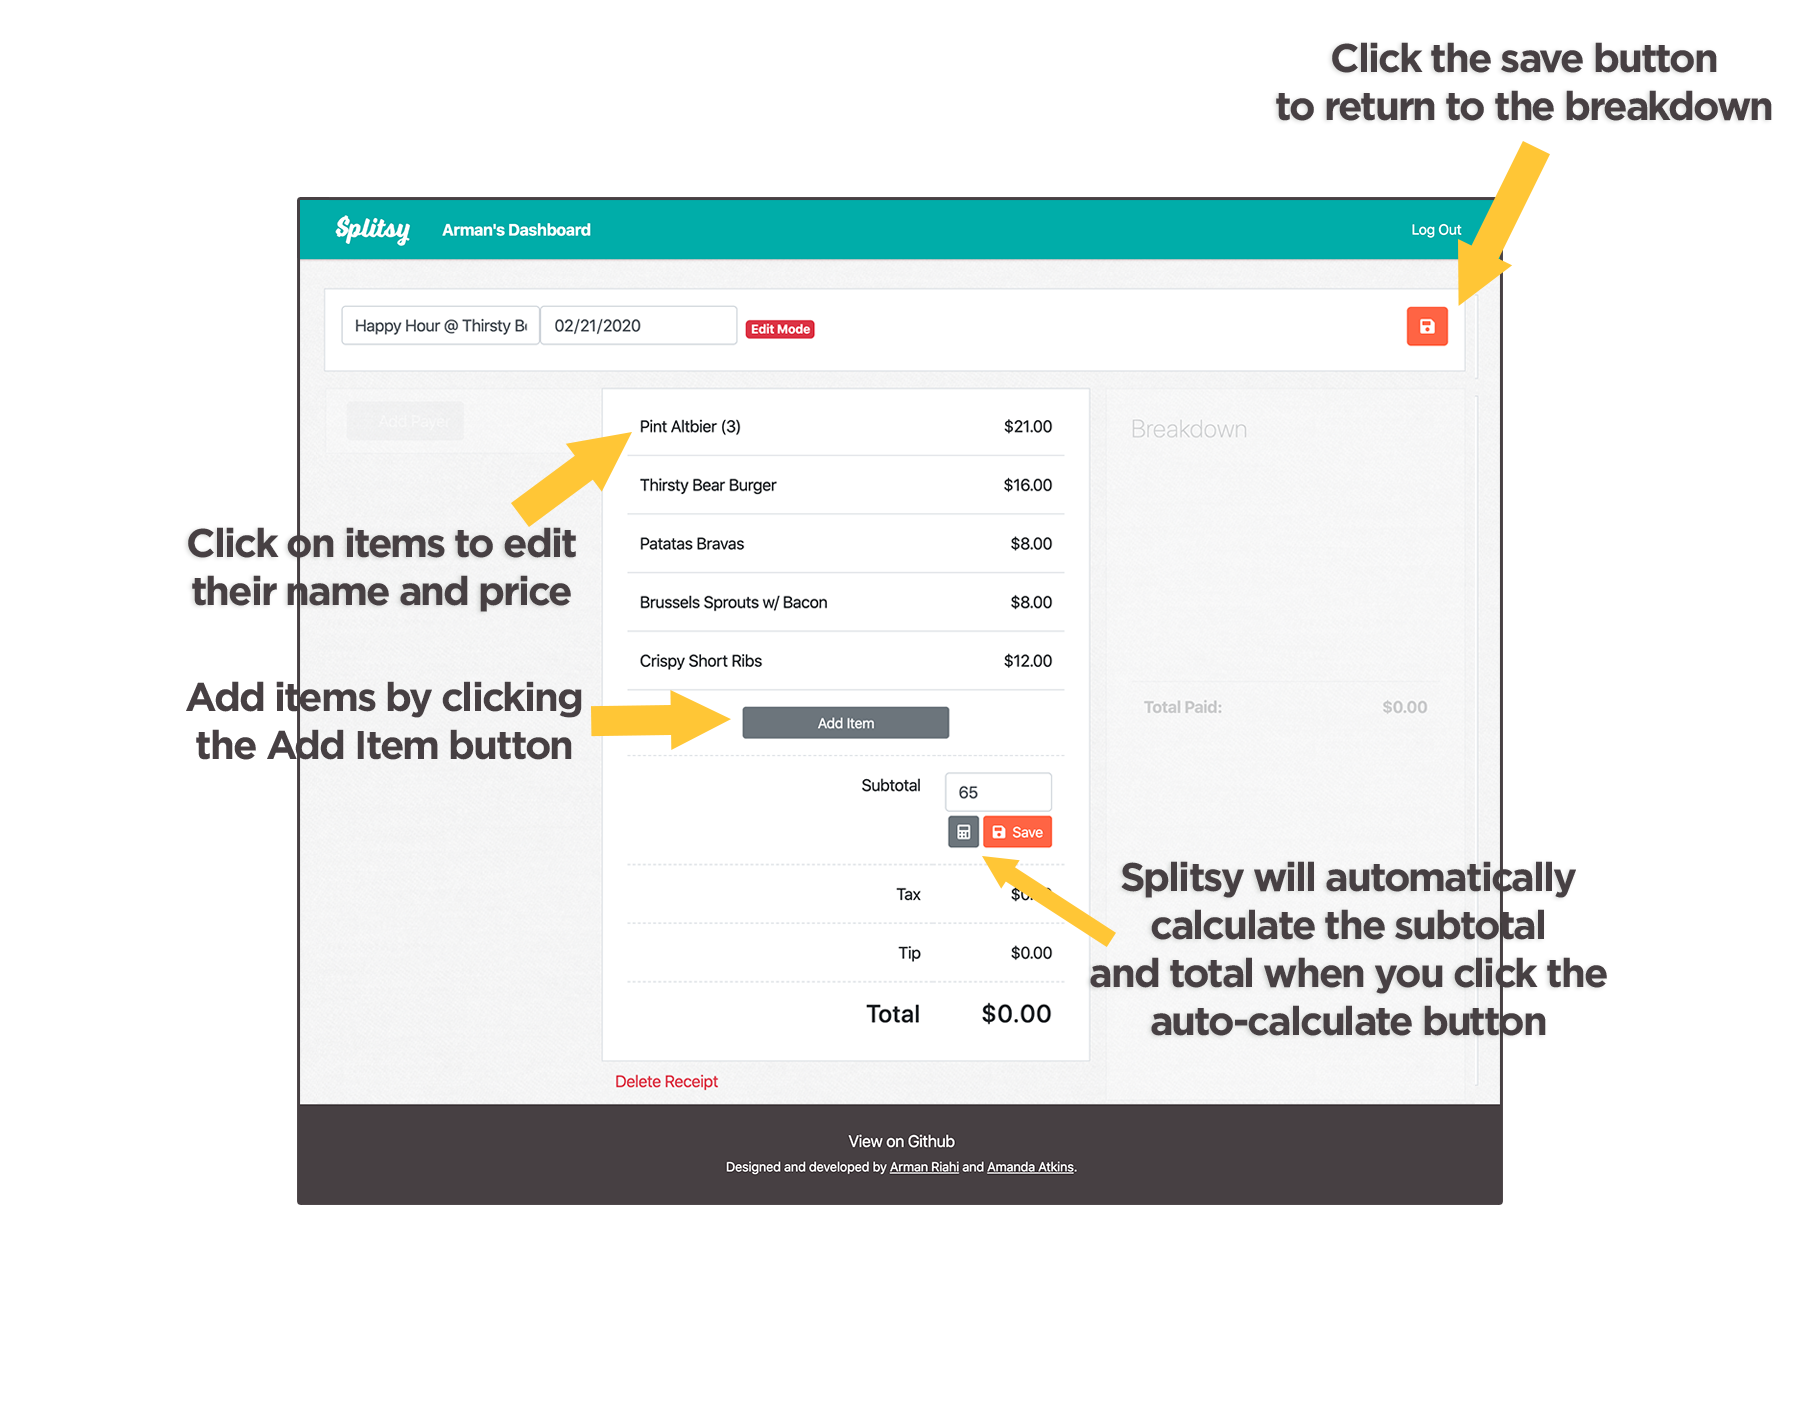 Click the save button
to return to the breakdown
Splitsy
Arman's Dashboard
Log Out
Happy Hour @ Thirsty B
02/21/2020
Edit Mode
Add Payer
Pint Altbier (3)
$21.00
Breakdown
Thirsty Bear Burger
$16.00
Click on items to edit
their name and price
Patatas Bravas
$8.00
Brussels Sprouts w/ Bacon
$8.00
Crispy Short Ribs
$12.00
Add items by clicking
the Add Item button
Add Item
Total Paid:
$0.00
Subtotal
65
Save
Splitsy will automatically
calculate the subtotal
and total when you click the
auto-calculate button
Tax
Tip
$0.00
Total
$0.00
Delete Receipt
View on Github
Designed and developed by Arman Riahi and Amanda Atkins.